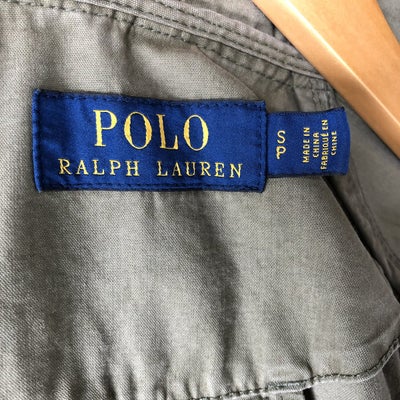 POLO
RALPH LAUREN
S
P
MADE IN
CHINA
FABRIQUÉ EN
CHINE